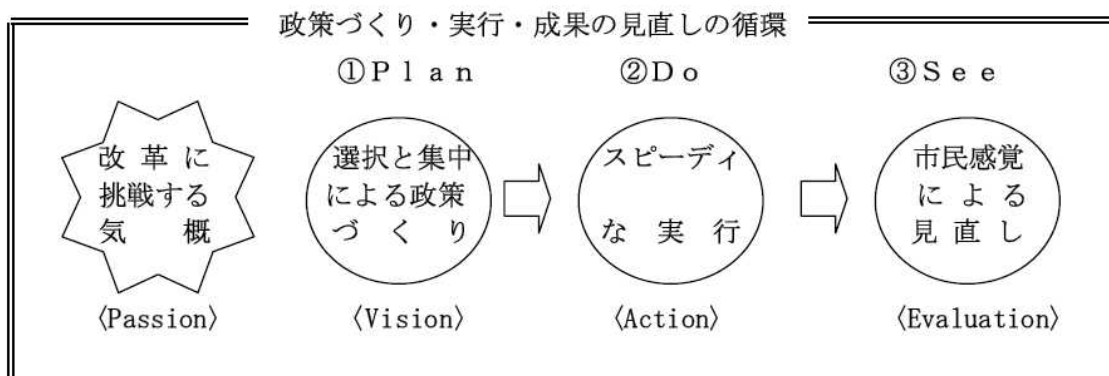 政策づくり・実行・成果の見直しの循環
①Ｐｌａｎ
②Ｄｏ
③Ｓｅｅ
改革に
挑戦する
気概
選択と集中
による政策
づくり
スピーディ
な実行
市民感覚
による
見直し
〈Passion〉
〈Vision〉
〈Action〉
〈Evaluation〉